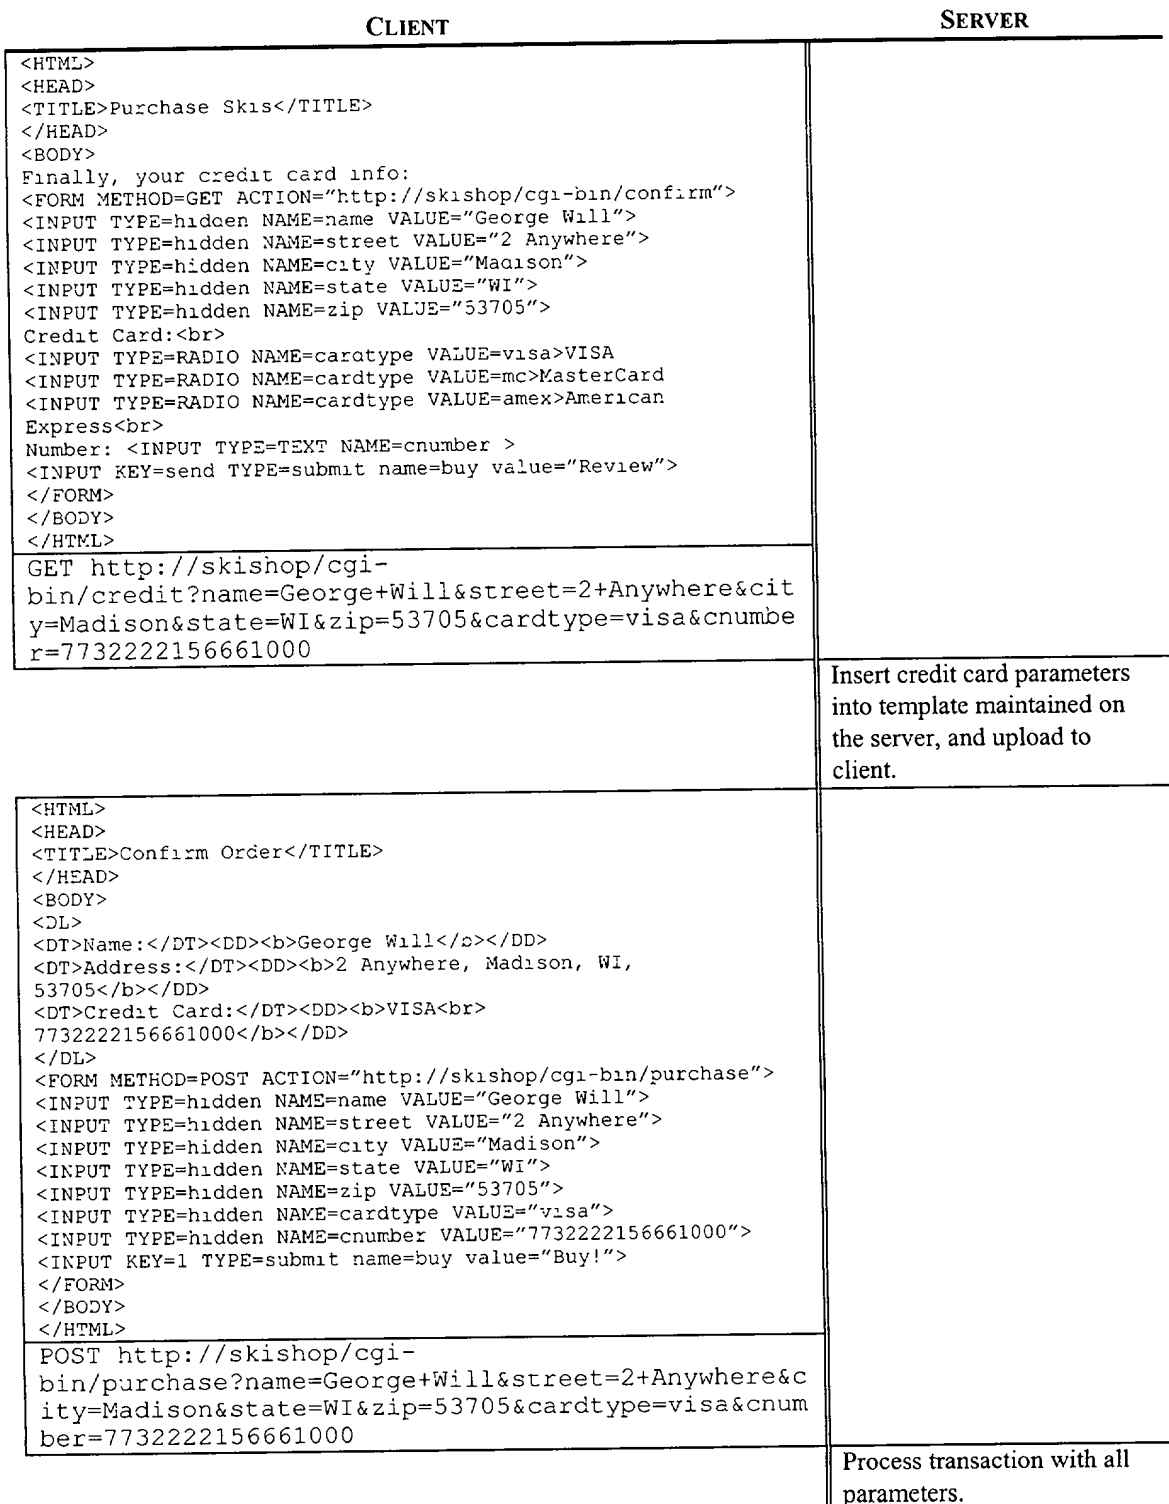 CLIENT
SERVER
<HTML>
<HEAD>
<TITLE>Purchase Skis</TITLE>
</HEAD>
<BODY>
Finally, your credit card info:
<FORM METHOD=GET ACTION="http://skishop/cgi-bin/confirm">
<INPUT TYPE=hidden NAME=name VALUE="George Will">
<INPUT TYPE=hidden NAME=street VALUE="2 Anywhere">
<INPUT TYPE=hidden NAME=city VALUE="Madison">
<INPUT TYPE=hidden NAME=state VALUE="WI">
<INPUT TYPE=hidden NAME=zip VALUE="53705">
Credit Card:<br>
<INPUT TYPE=RADIO NAME=cardtype VALUE=visa>VISA
<INPUT TYPE=RADIO NAME=cardtype VALUE=mc>MasterCard
<INPUT TYPE=RADIO NAME=cardtype VALUE=amex>American
Express<br>
Number: <INPUT TYPE=TEXT NAME=cnumber >
<INPUT KEY=send TYPE=submit name=buy value="Review">
</FORM>
</BODY>
</HTML>
GET http://skishop/cgi-
bin/credit?name=George+Will&street=2+Anywhere&cit
y=Madison&state=WI&zip=53705&cardtype=visa&cnumbe
r=7732222156661000
Insert credit card parameters
into template maintained on
the server, and upload to
client.
<HTML>
<HEAD>
<TITLE>Confirm Order</TITLE>
</HEAD>
<BODY>
<DL>
<DT>Name:</DT><DD><b>George Will</b></DD>
<DT>Address:</DT><DD><b>2 Anywhere, Madison, WI,
53705</b></DD>
<DT>Credit Card:</DT><DD><b>VISA<br>
7732222156661000</b></DD>
</DL>
<FORM METHOD=POST ACTION="http://skishop/cgi-bin/purchase">
<INPUT TYPE=hidden NAME=name VALUE="George Will">
<INPUT TYPE=hidden NAME=street VALUE="2 Anywhere">
<INPUT TYPE=hidden NAME=city VALUE="Madison">
<INPUT TYPE=hidden NAME=state VALUE="WI">
<INPUT TYPE=hidden NAME=zip VALUE="53705">
<INPUT TYPE=hidden NAME=cardtype VALUE="visa">
<INPUT TYPE=hidden NAME=cnumber VALUE="7732222156661000">
<INPUT KEY=1 TYPE=submit name=buy value="Buy!">
</FORM>
</BODY>
</HTML>
POST http://skishop/cgi-
bin/purchase?name=George+Will&street=2+Anywhere&c
ity=Madison&state=WI&zip=53705&cardtype=visa&cnum
ber=7732222156661000
Process transaction with all
parameters.